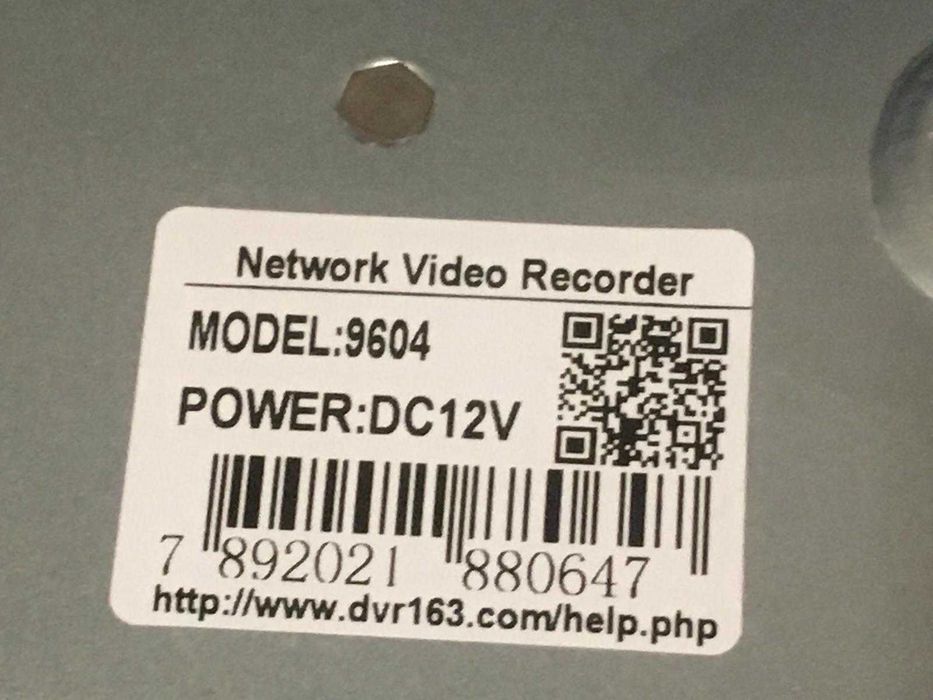 Network Video Recorder
MODEL:9604
POWER:DC12V
7 892021 880647
http://www.dvr163.com/help.php